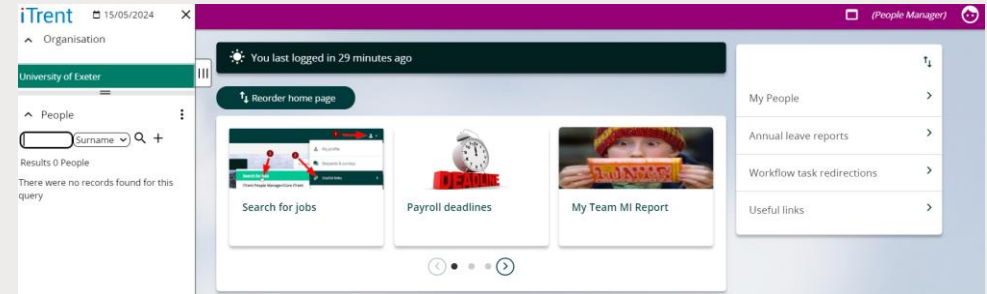 iTrent 15/05/2024
Organisation
University of Exeter
People
Surname
Results 0 People
There were no records found for this
query
(People Manager)
You last logged in 29 minutes
ago
Reorder home page
My profile
Search for jobs
Useful links
Search for jobs
DEADLINE
Payroll deadlines
My Team MI Report
My People
Annual leave reports
Workflow task redirections
Useful links